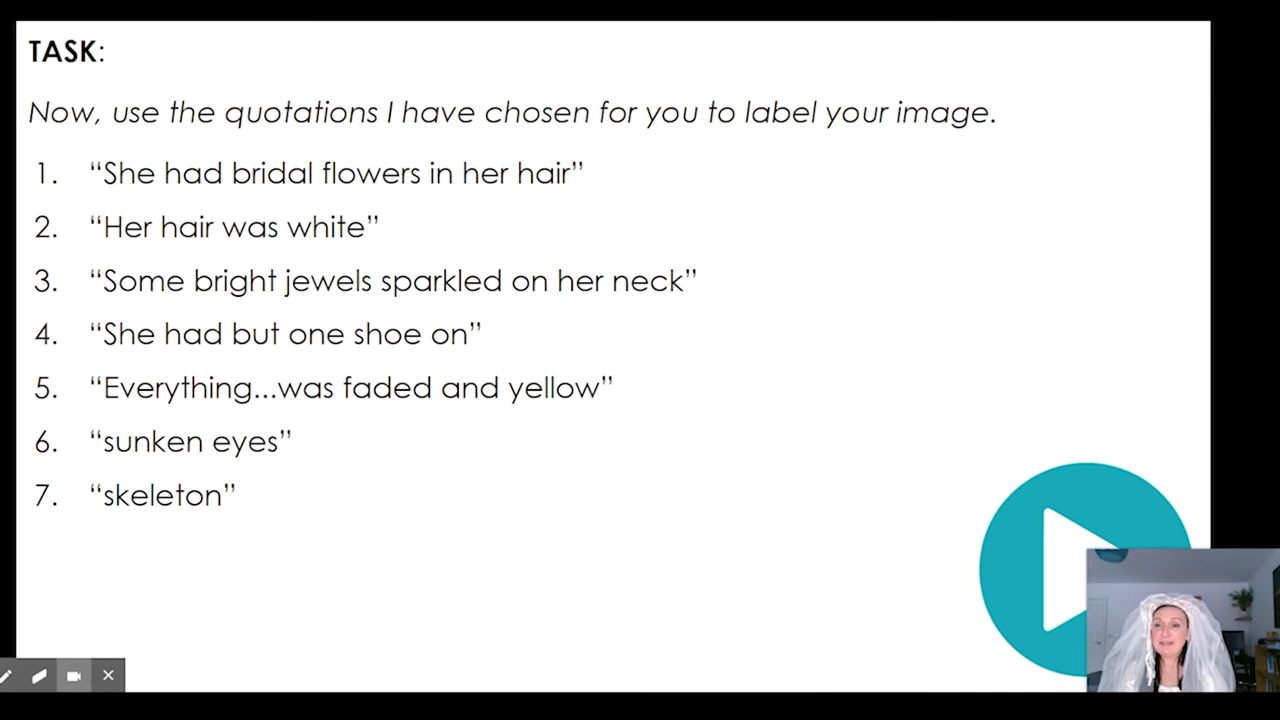 TASK:
Now, use the quotations I have chosen for you to label your image.
1. “She had bridal flowers in her hair”
2. “Her hair was white”
3. “Some bright jewels sparkled on her neck”
4. “She had but one shoe on”
5. “Everything...was faded and yellow”
6. “sunken eyes”
7. “skeleton”